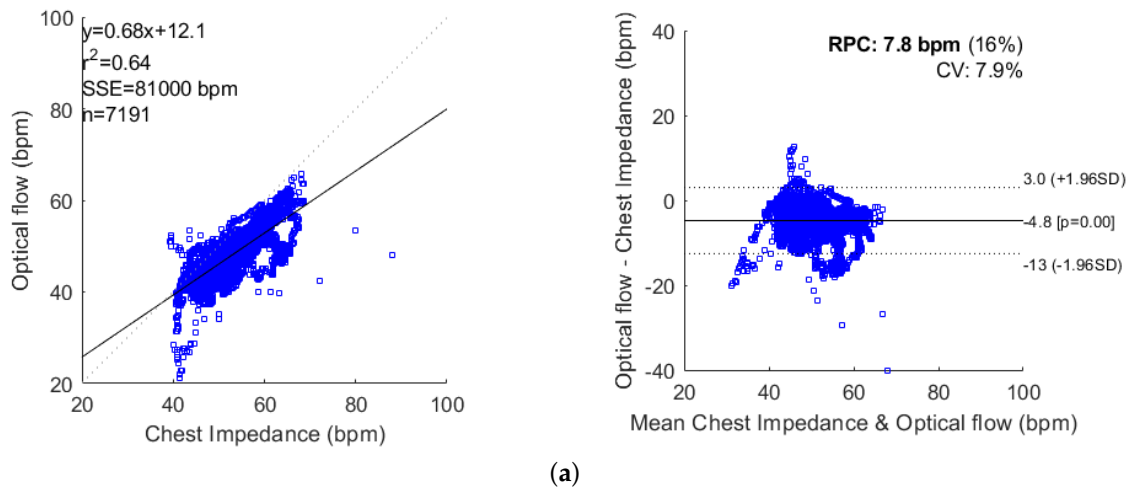 y=0.68x+12.1
r²=0.64
SSE=81000 bpm
n=7191
100
80
60
40
20
Optical flow (bpm)
20 40 60 80 100
Chest Impedance (bpm)
RPC: 7.8 bpm (16%)
CV: 7.9%
40
20
0
-20
-40
Optical flow - Chest Impedance (bpm)
3.0 (+1.96SD)
-4.8 [p=0.00]
-13 (-1.96SD)
20 40 60 80 100
Mean Chest Impedance & Optical flow (bpm)
(a)